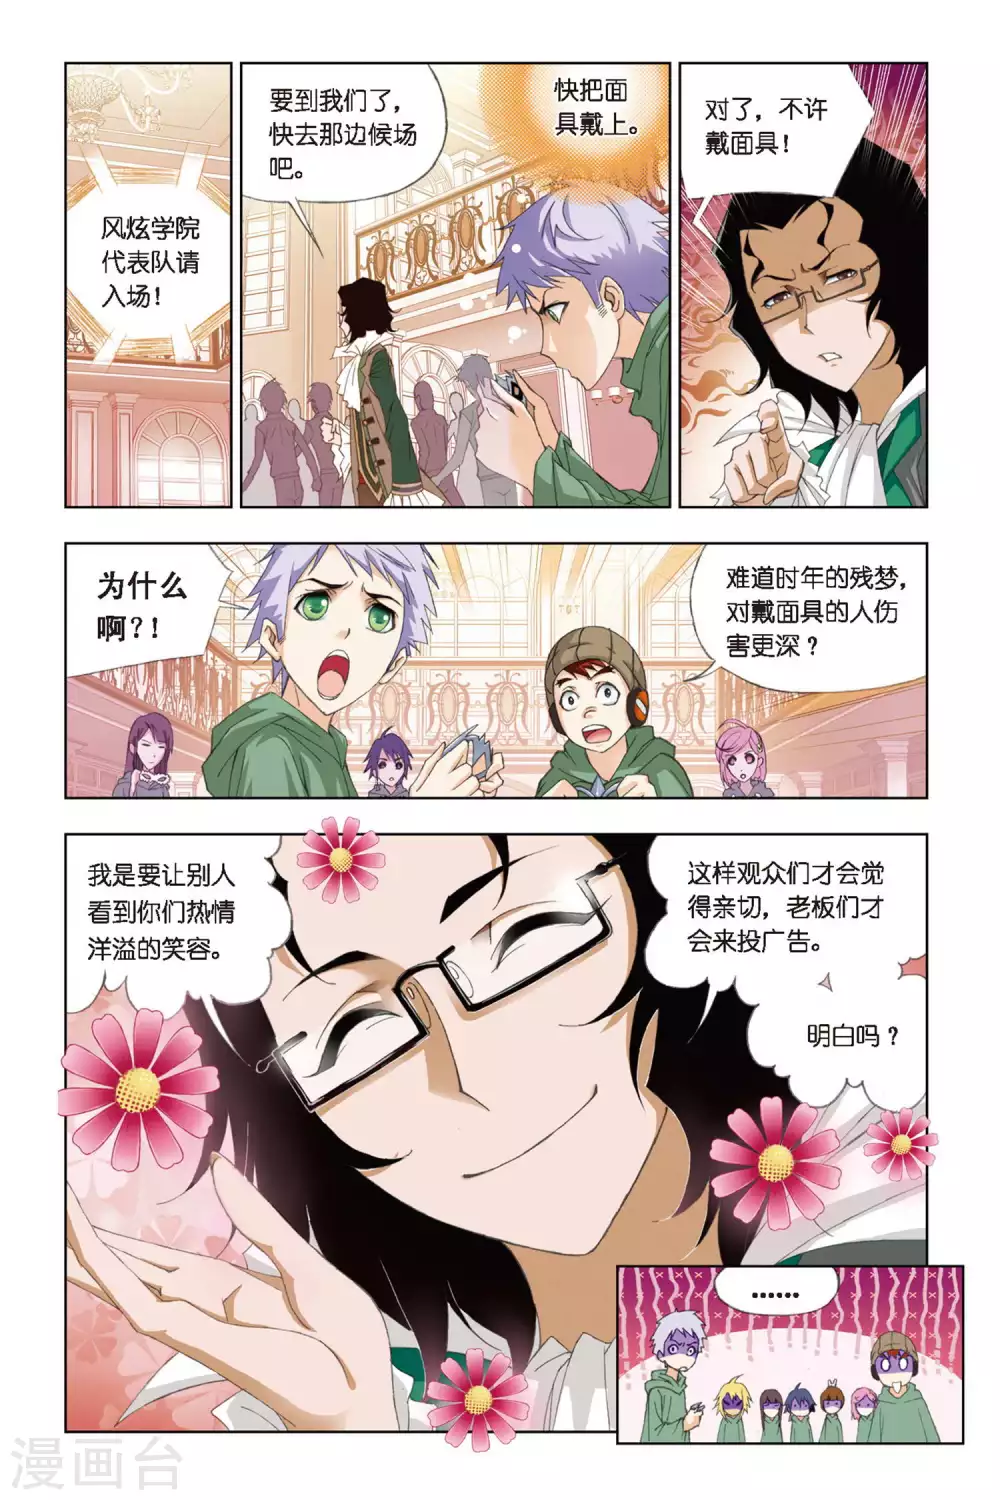 风炫学院
代表队请
入场！
要到我们了，
快去那边候场
吧。
快把面
具戴上。
对了，不许
戴面具！
为什么
啊？！
难道时年的残梦，
对戴面具的人伤
害更深？
我是要让别人
看到你们热情
洋溢的笑容。
这样观众们才会觉
得亲切，老板们才
会来投广告。
明白吗？
……
漫画台